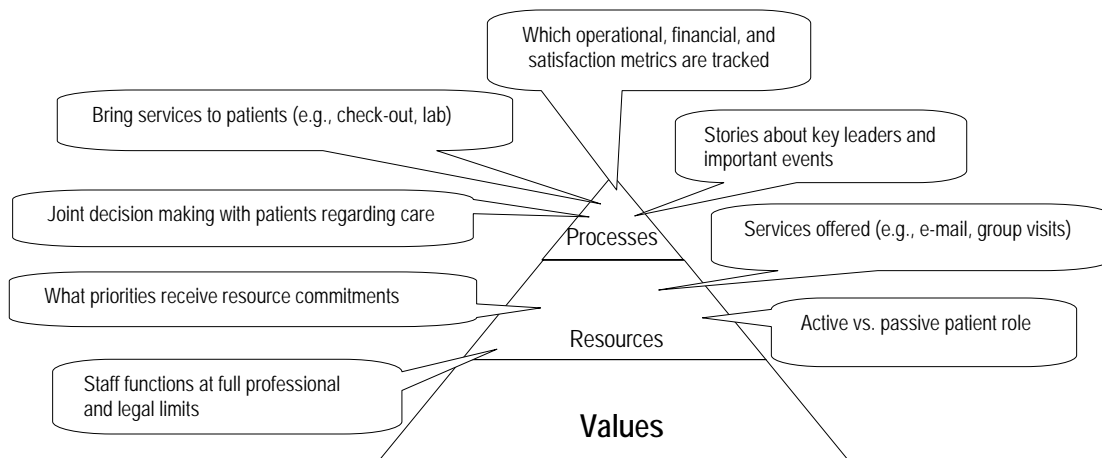 Which operational, financial, and
satisfaction metrics are tracked
Bring services to patients (e.g., check-out, lab)
Stories about key leaders and
important events
Joint decision making with patients regarding care
Processes
Services offered (e.g., e-mail, group visits)
What priorities receive resource commitments
Active vs. passive patient role
Resources
Staff functions at full professional
and legal limits
Values